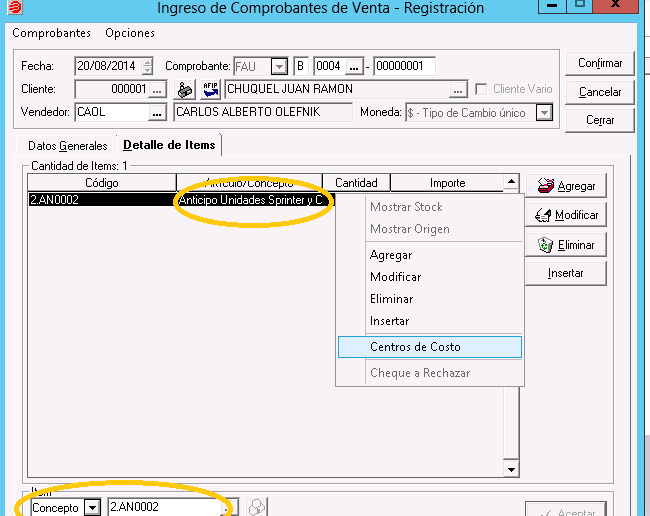 Ingreso de Comprobantes de Venta - Registración
Comprobantes Opciones
Fecha: 20/08/2014 Comprobante: FAU B 0004 ... - 00000001 Confirmar
Cliente: 000001 ... AFIP CHUQUEL JUAN RAMON ... Cliente Vario Cancelar
Vendedor: CAOL ... CARLOS ALBERTO OLEFNIK Moneda: $ - Tipo de Cambio único Cerrar
Datos Generales Detalle de Items
Cantidad de Items: 1
Código Artículo/Concepto Cantidad Importe Agregar
2.AN0002 Anticipo Unidades Sprinter y C
Mostrar Stock Modificar
Mostrar Origen
Agregar Eliminar
Modificar Insertar
Eliminar
Insertar
Centros de Costo
Cheque a Rechazar
Item
Concepto 2.AN0002 Aceptar